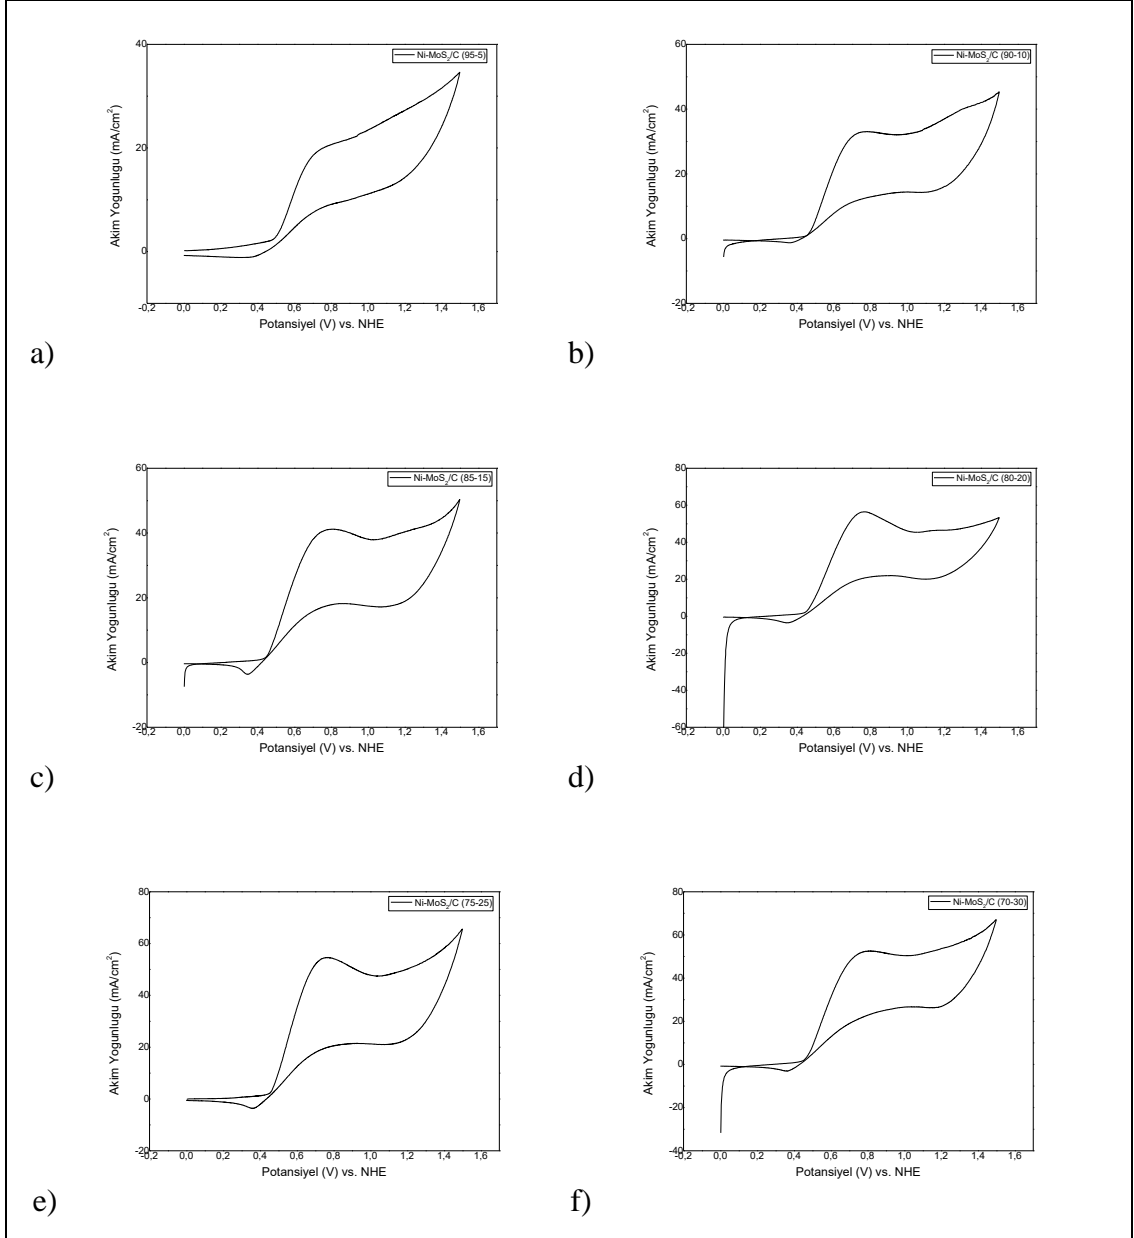 40
Ni-MoS2/C (95-5)
20
0
Akim Yogunlugu (mA/cm2)
-0,2 0,0 0,2 0,4 0,6 0,8 1,0 1,2 1,4 1,6
Potansiyel (V) vs. NHE
a)
60
Ni-MoS2/C (90-10)
40
20
0
-20
Akim Yogunlugu (mA/cm2)
-0,2 0,0 0,2 0,4 0,6 0,8 1,0 1,2 1,4 1,6
Potansiyel (V) vs. NHE
b)
60
Ni-MoS2/C (85-15)
40
20
0
-20
Akim Yogunlugu (mA/cm2)
-0,2 0,0 0,2 0,4 0,6 0,8 1,0 1,2 1,4 1,6
Potansiyel (V) vs. NHE
c)
80
Ni-MoS2/C (80-20)
60
40
20
0
-20
-40
-60
Akim Yogunlugu (mA/cm2)
-0,2 0,0 0,2 0,4 0,6 0,8 1,0 1,2 1,4 1,6
Potansiyel (V) vs. NHE
d)
80
Ni-MoS2/C (75-25)
60
40
20
0
-20
Akim Yogunlugu (mA/cm2)
-0,2 0,0 0,2 0,4 0,6 0,8 1,0 1,2 1,4 1,6
Potansiyel (V) vs. NHE
e)
80
Ni-MoS2/C (70-30)
60
40
20
0
-20
-40
Akim Yogunlugu (mA/cm2)
-0,2 0,0 0,2 0,4 0,6 0,8 1,0 1,2 1,4 1,6
Potansiyel (V) vs. NHE
f)